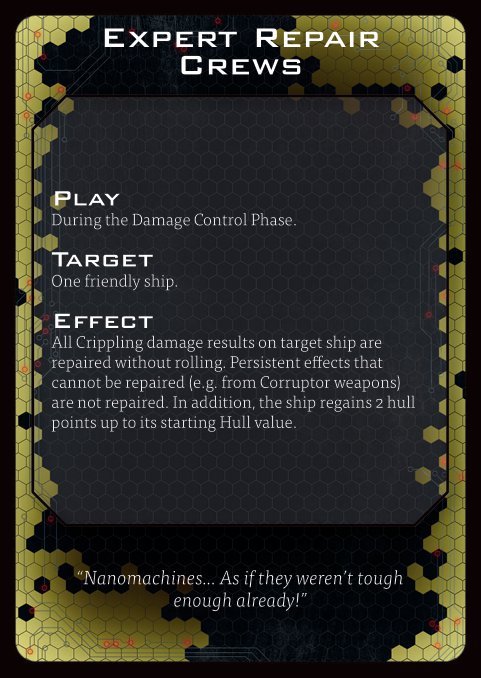 Expert Repair
Crews
Play
During the Damage Control Phase.
Target
One friendly ship.
Effect
All Crippling damage results on target ship are
repaired without rolling. Persistent effects that
cannot be repaired (e.g. from Corruptor weapons)
are not repaired. In addition, the ship regains 2 hull
points up to its starting Hull value.
“Nanomachines... As if they weren’t tough
enough already!”